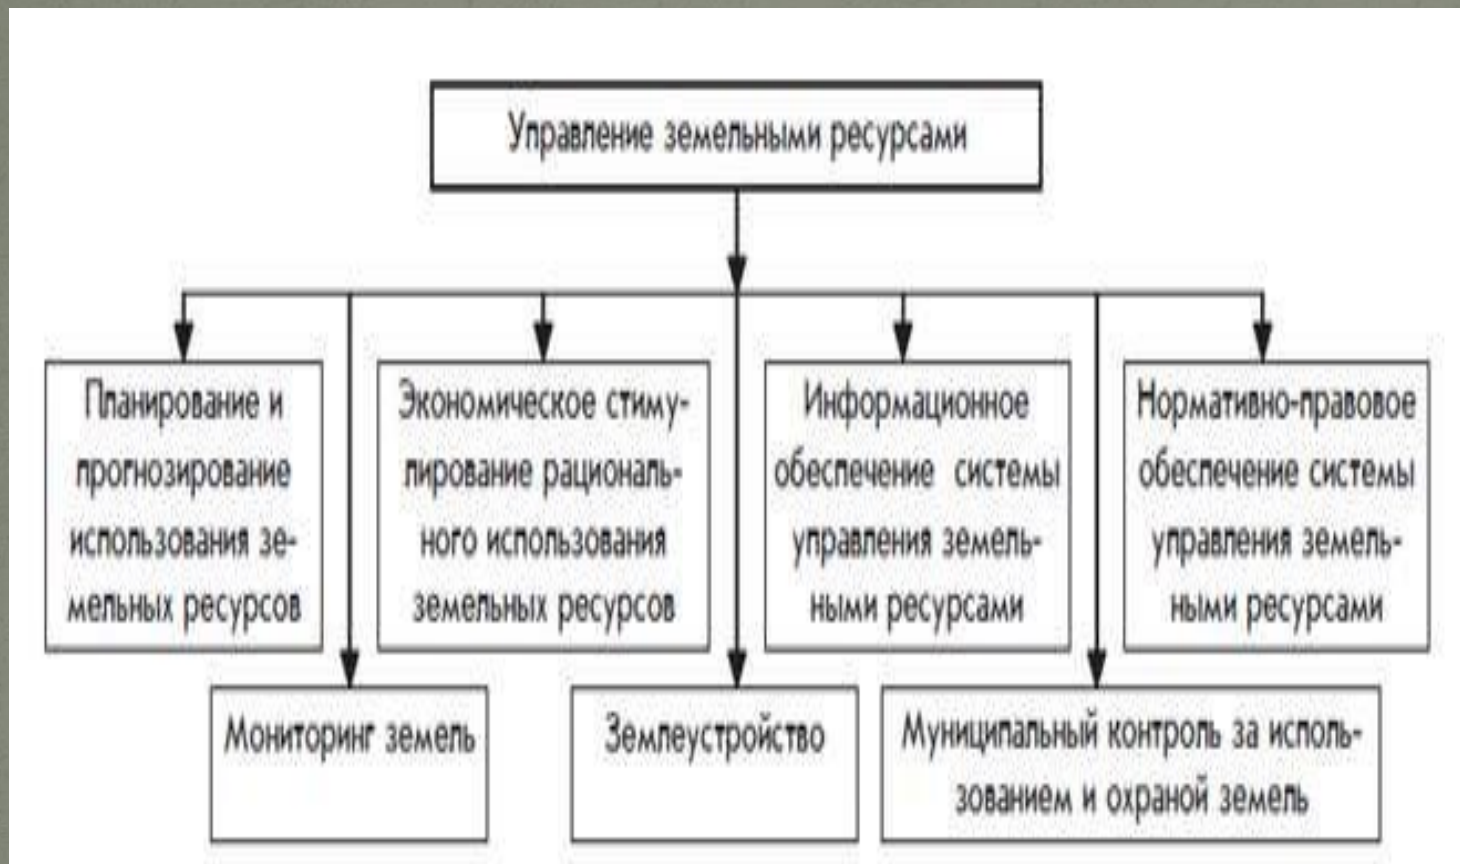 Управление земельными ресурсами
Планирование и
прогнозирование
использования зе-
мельных ресурсов
Экономическое стиму-
лирование рациональ-
ного использования
земельных ресурсов
Информационное
обеспечение системы
управления земель-
ными ресурсами
Нормативно-правовое
обеспечение системы
управления земель-
ными ресурсами
Мониторинг земель
Землеустройство
Муниципальный контроль за исполь-
зованием и охраной земель